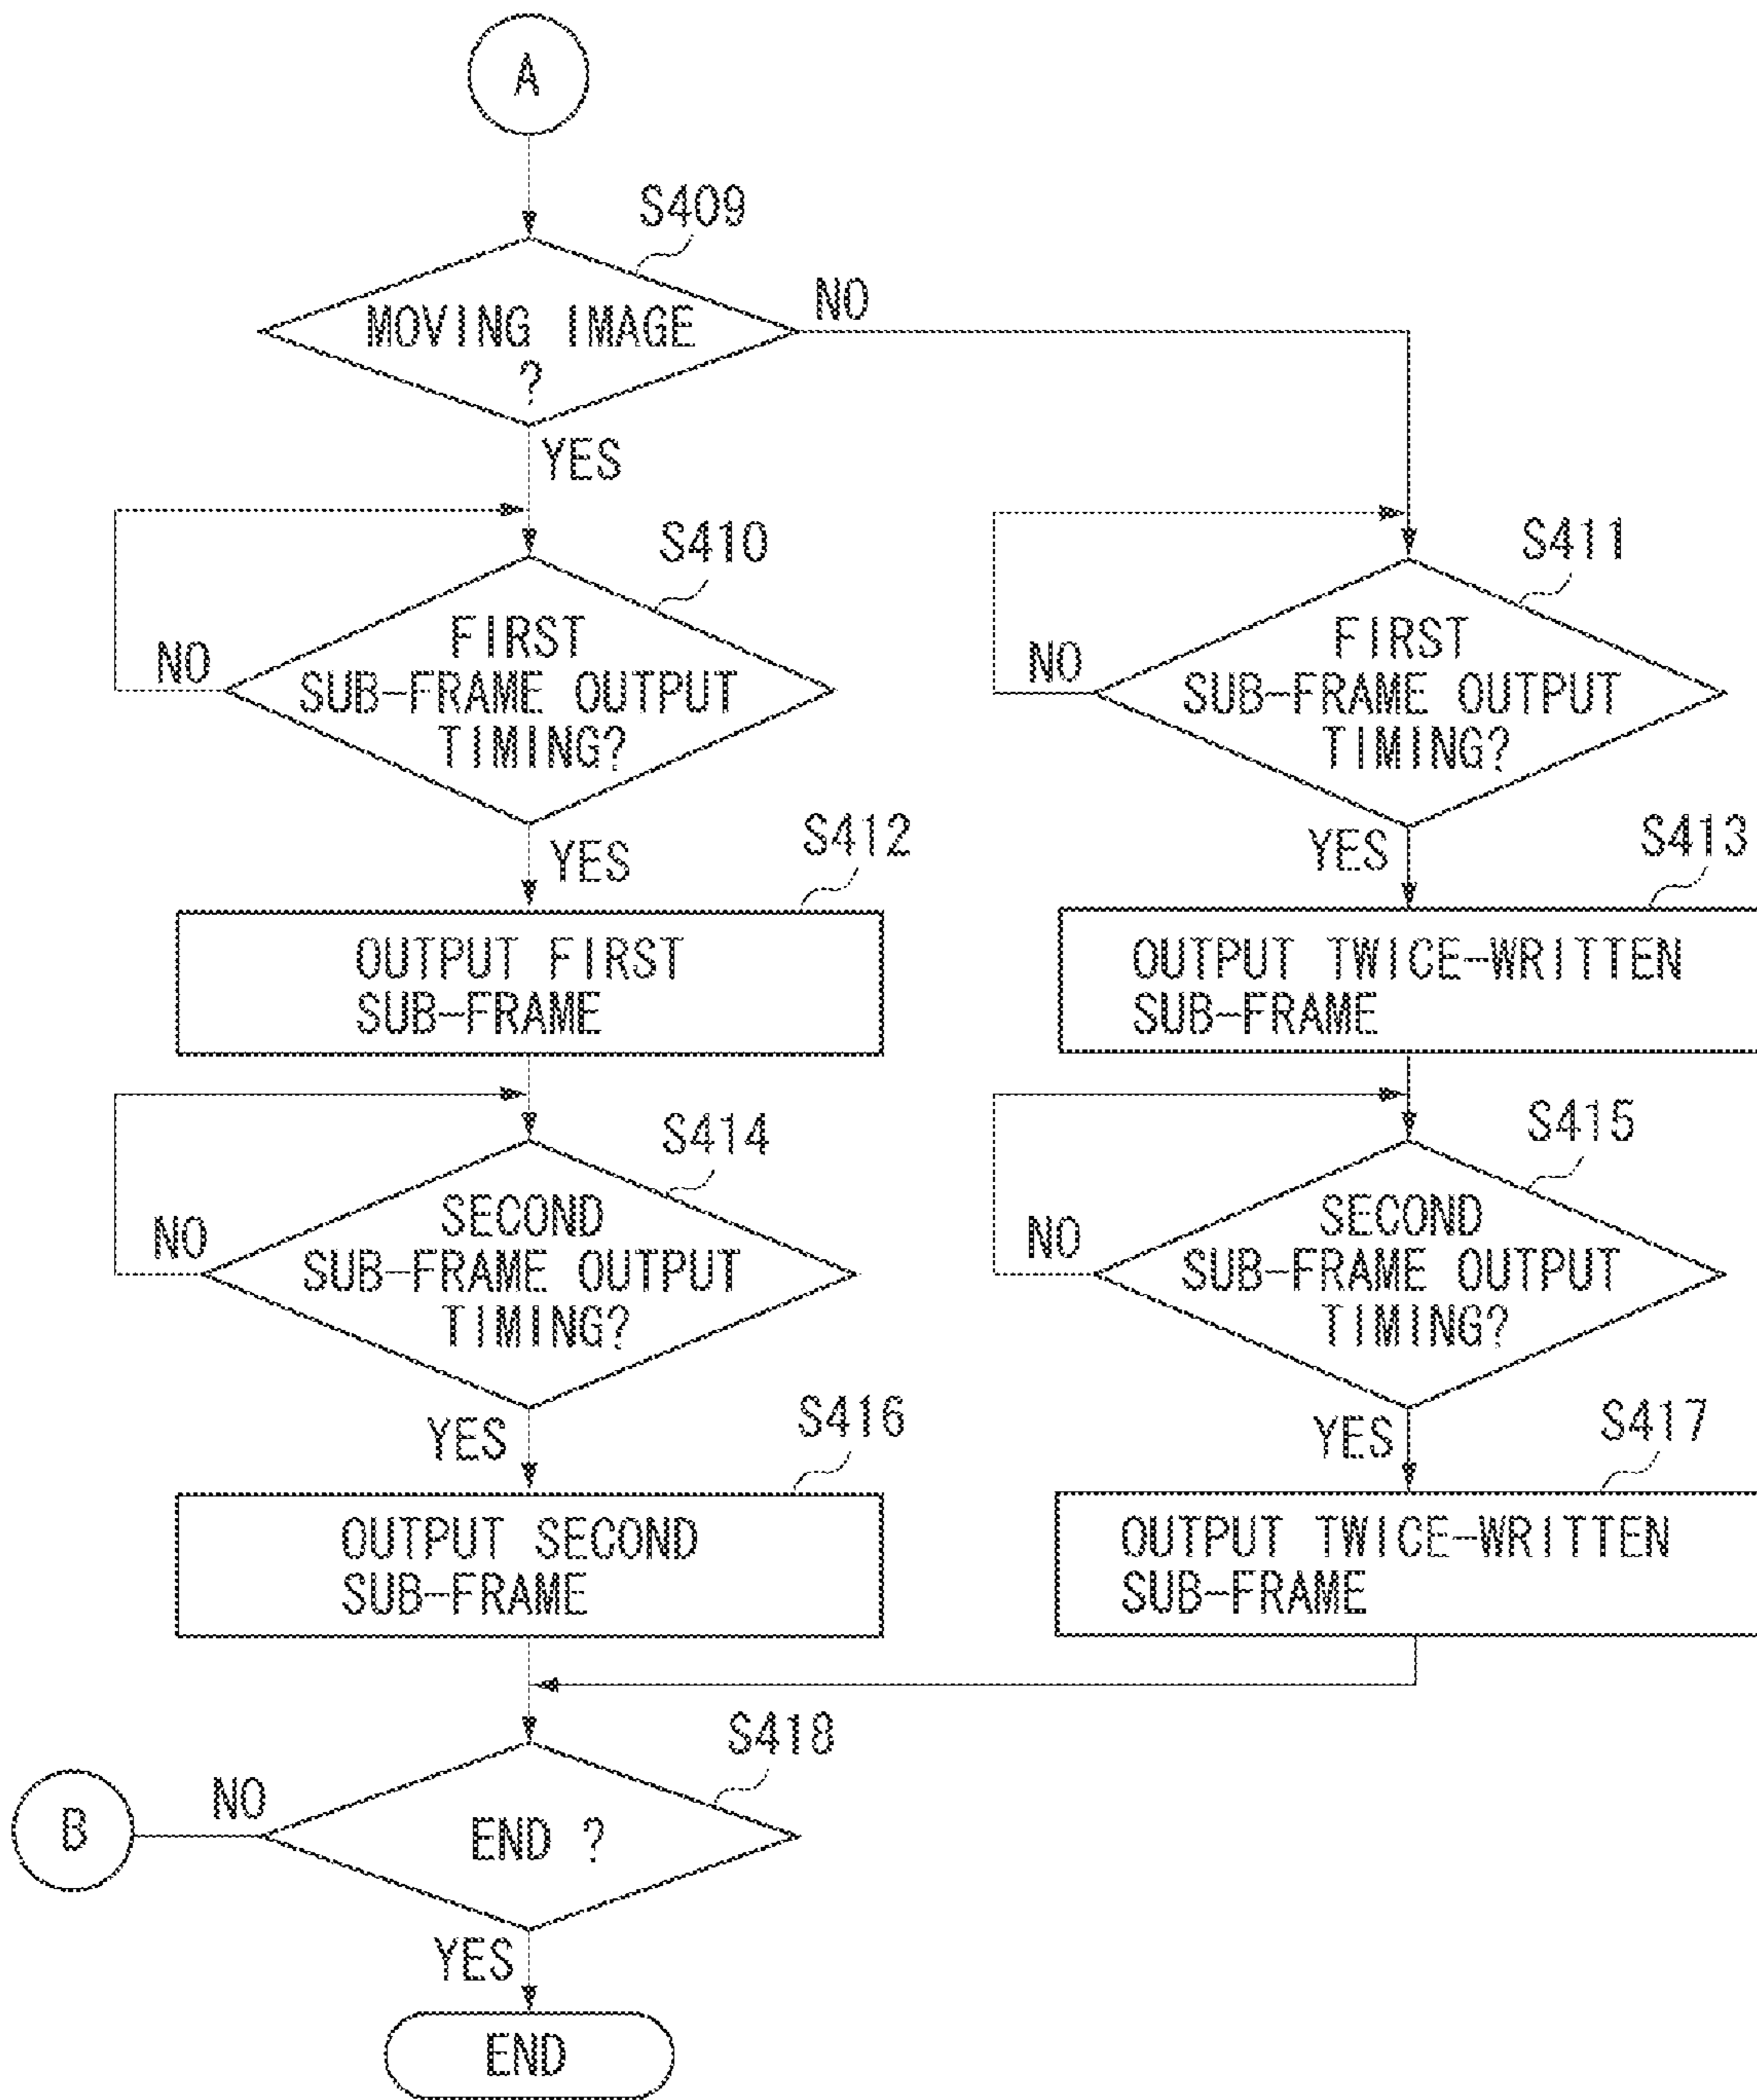 A
S409
MOVING IMAGE
?
NO
YES
S410
FIRST
SUB-FRAME OUTPUT
TIMING?
NO
YES
S411
FIRST
SUB-FRAME OUTPUT
TIMING?
NO
YES
S412
OUTPUT FIRST
SUB-FRAME
S413
OUTPUT TWICE-WRITTEN
SUB-FRAME
S414
SECOND
SUB-FRAME OUTPUT
TIMING?
NO
YES
S415
SECOND
SUB-FRAME OUTPUT
TIMING?
NO
YES
S416
OUTPUT SECOND
SUB-FRAME
S417
OUTPUT TWICE-WRITTEN
SUB-FRAME
S418
END ?
NO
B
YES
END